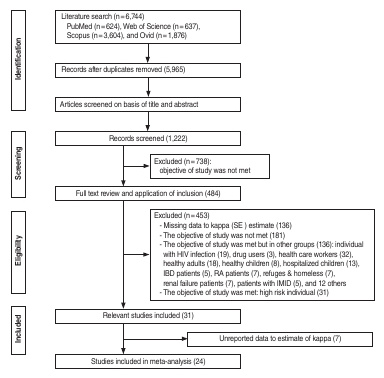 Identification
Literature search (n=6,744)
PubMed (n=624), Web of Science (n=637),
Scopus (n=3,604), and Ovid (n=1,876)
Records after duplicates removed (5,965)
Articles screened on basis of title and abstract
Screening
Records screened (1,222)
Excluded (n=738):
objective of study was not met
Full text review and application of inclusion (484)
Eligibility
Excluded (n=453)
- Missing data to kappa (SE ) estimate (136)
- The objective of study was not met (181)
- The objective of study was met but in other groups (136): individual
with HIV infection (19), drug uses (3), health care workers (32),
healthy adults (18), healthy children (8), hospitalized children (13),
IBD patients (5), RA patients (7), refuges & homeless (7),
renal failure patients (7), patients with IMID (5), and 12 others
- The objective of study was met: high risk individual (31)
Included
Relevant studies included (31)
Unreported data to estimate of kappa (7)
Studies included in meta-analysis (24)